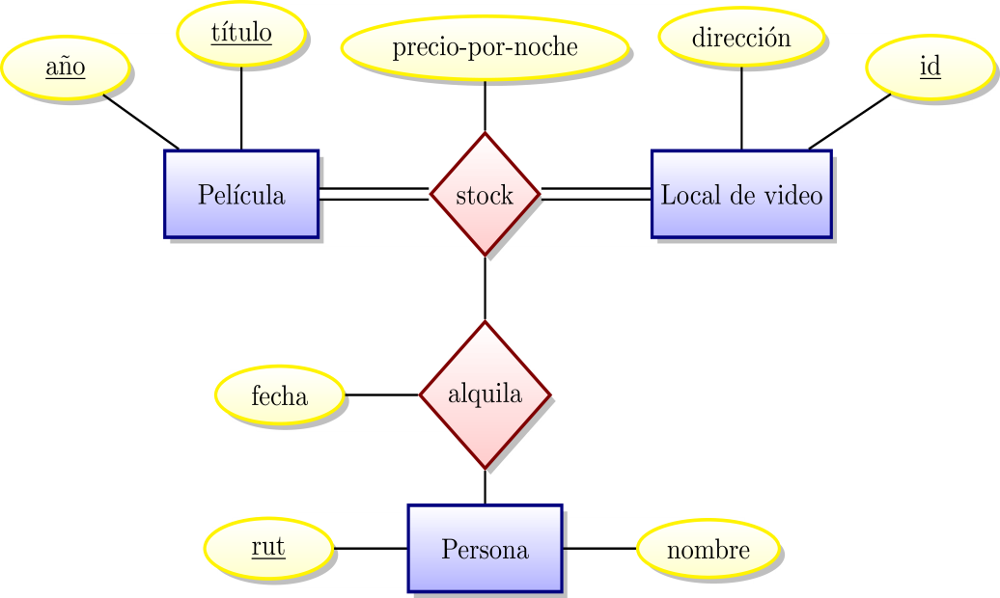 año
título
precio-por-noche
dirección
id
Película
stock
Local de video
fecha
alquila
rut
Persona
nombre